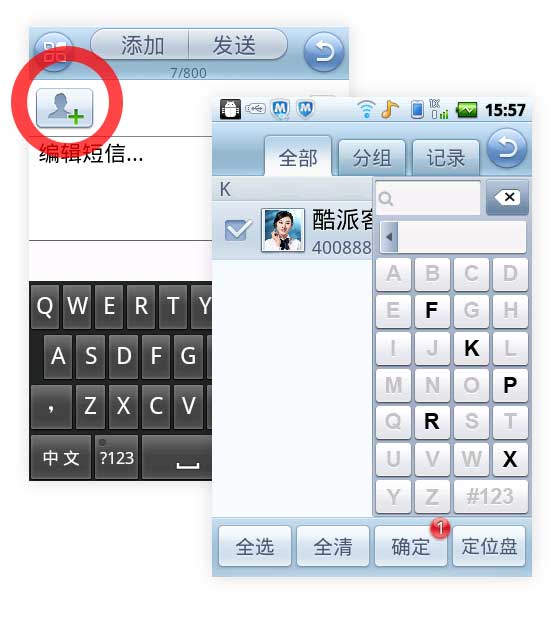 添加 发送
7/800
编辑短信...
Q W E R T Y
A S D F G
, Z X C V
中文 ?123
1X 15:57
全部 分组 记录
K
酷派客
400888
A B C D
E F G H
I J K L
M N O P
Q R S T
U V W X
Y Z #123
全选 全清 确定 1 定位盘